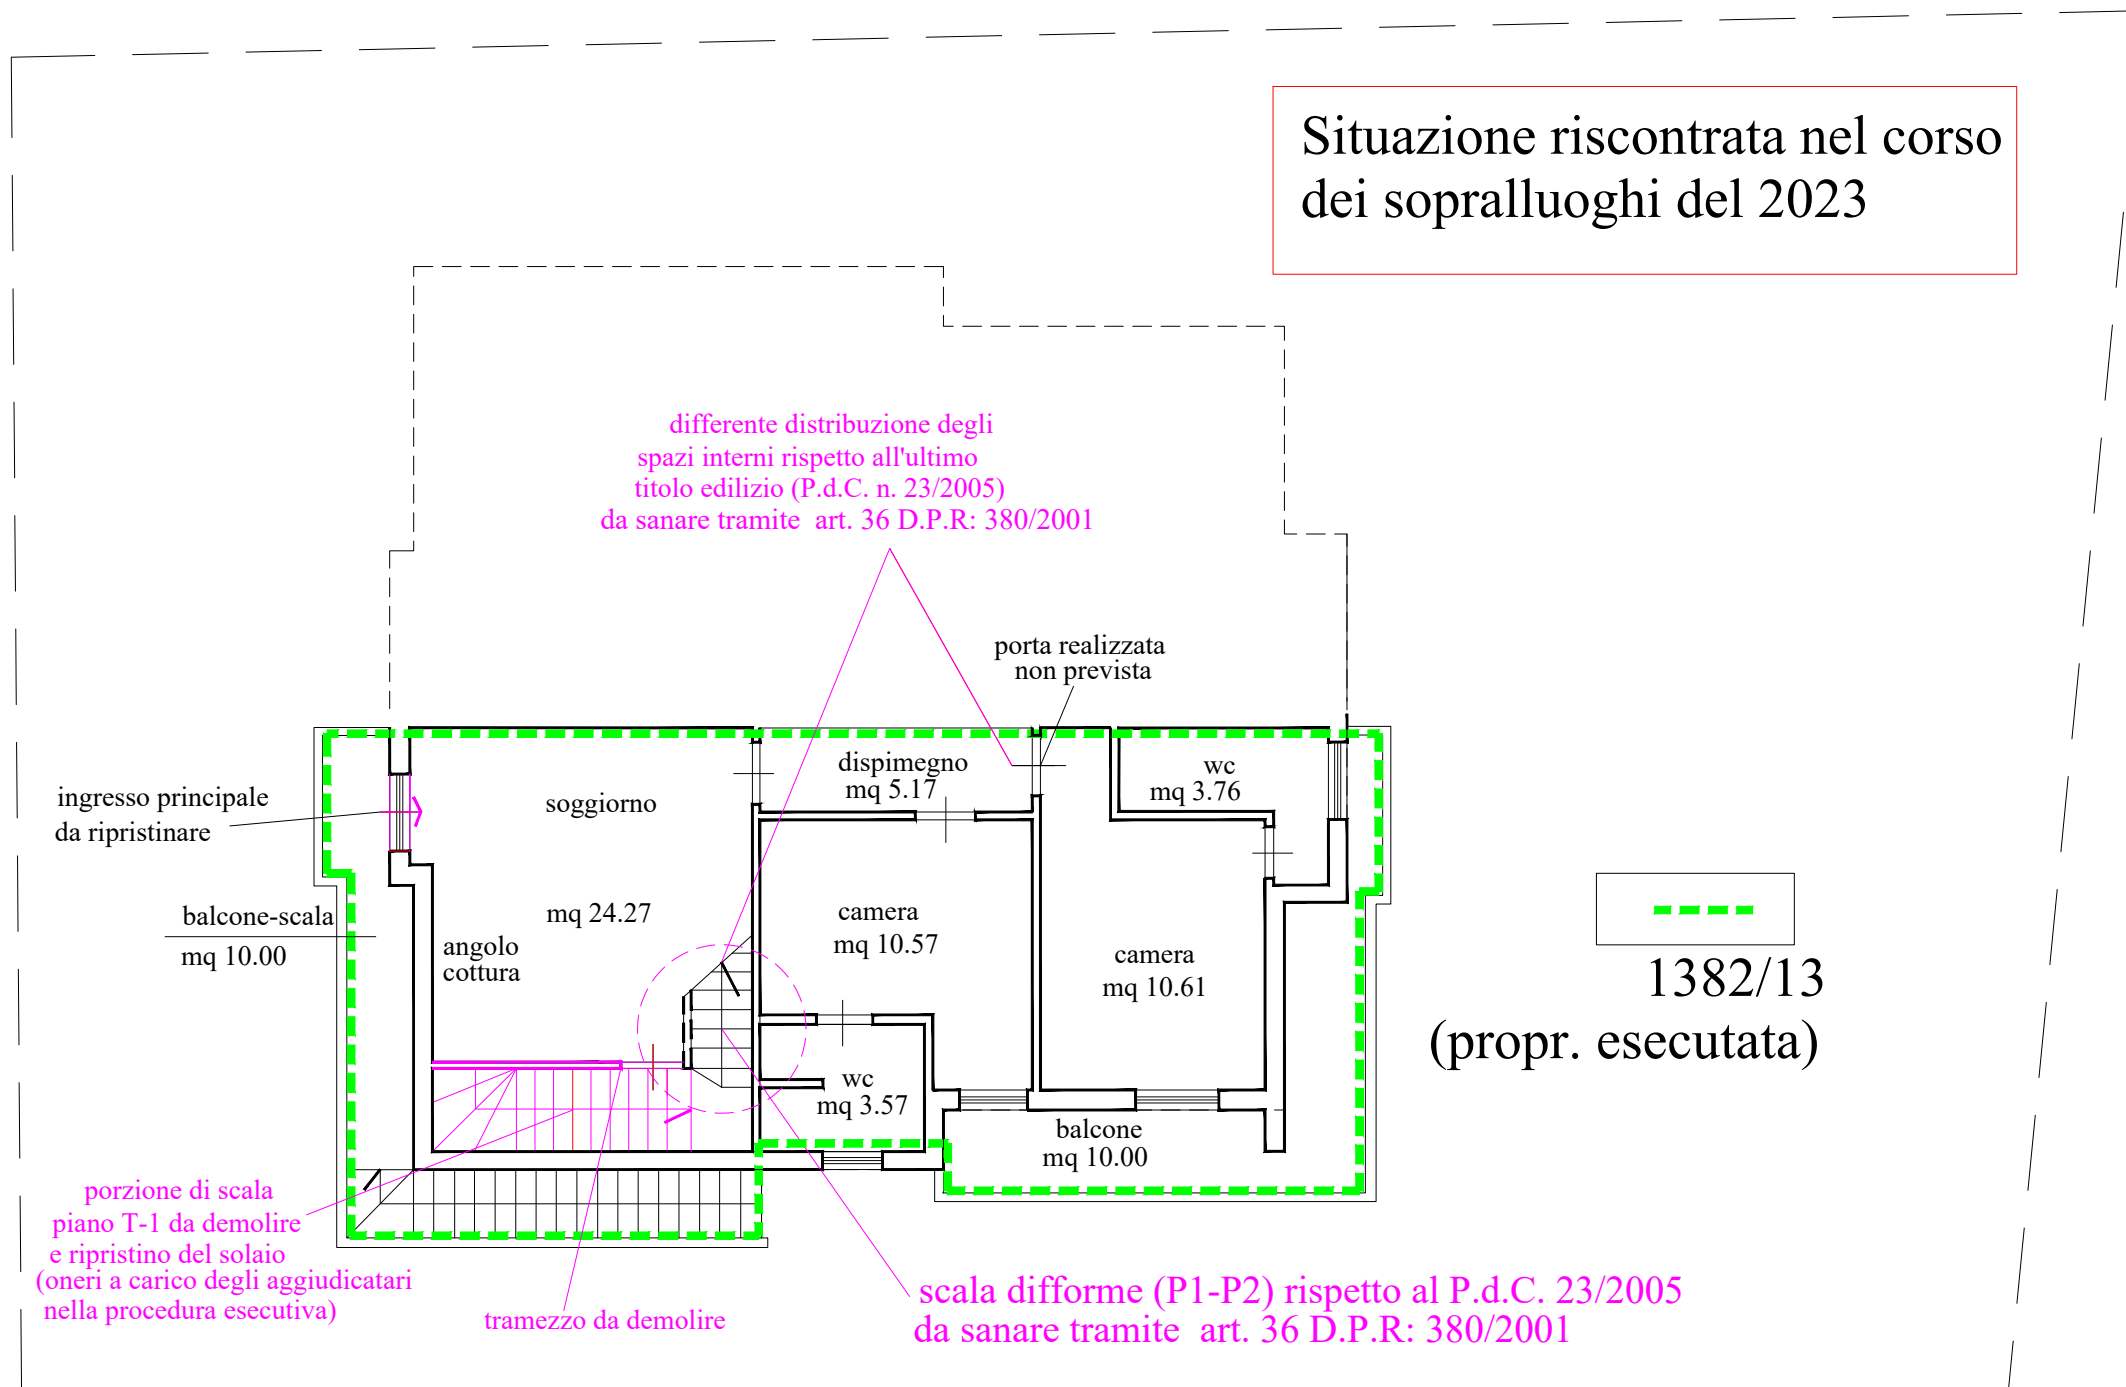 Situazione riscontrata nel corso
dei sopralluoghi del 2023
differente distribuzione degli
spazi interni rispetto all'ultimo
titolo edilizio (P.d.C. n. 23/2005)
da sanare tramite art. 36 D.P.R: 380/2001
porta realizzata
non prevista
ingresso principale
da ripristinare
soggiorno
mq 24.27
dispimegno
mq 5.17
wc
mq 3.76
balcone-scala
mq 10.00
angolo
cottura
camera
mq 10.57
camera
mq 10.61
wc
mq 3.57
balcone
mq 10.00
1382/13
(propr. esecutata)
porzione di scala
piano T-1 da demolire
e ripristino del solaio
(oneri a carico degli aggiudicatari
nella procedura esecutiva)
tramezzo da demolire
scala difforme (P1-P2) rispetto al P.d.C. 23/2005
da sanare tramite art. 36 D.P.R: 380/2001